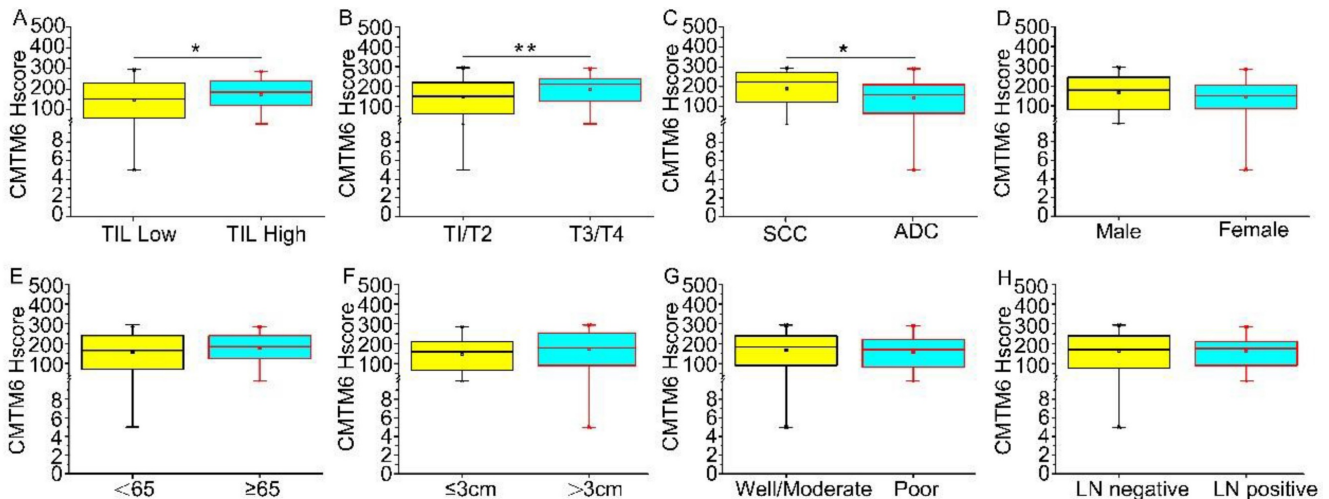 A
CMTM6 Hscore
500
400
300
200
100
8
6
4
2
0
*
TIL Low
TIL High
B
CMTM6 Hscore
500
400
300
200
100
8
6
4
2
0
**
TI/T2
T3/T4
C
CMTM6 Hscore
500
400
300
200
100
8
6
4
2
0
*
SCC
ADC
D
CMTM6 Hscore
500
400
300
200
100
8
6
4
2
0
Male
Female
E
CMTM6 Hscore
500
400
300
200
100
8
6
4
2
0
<65
≥65
F
CMTM6 Hscore
500
400
300
200
100
8
6
4
2
0
≤3cm
>3cm
G
CMTM6 Hscore
500
400
300
200
100
8
6
4
2
0
Well/Moderate
Poor
H
CMTM6 Hscore
500
400
300
200
100
8
6
4
2
0
LN negative
LN positive